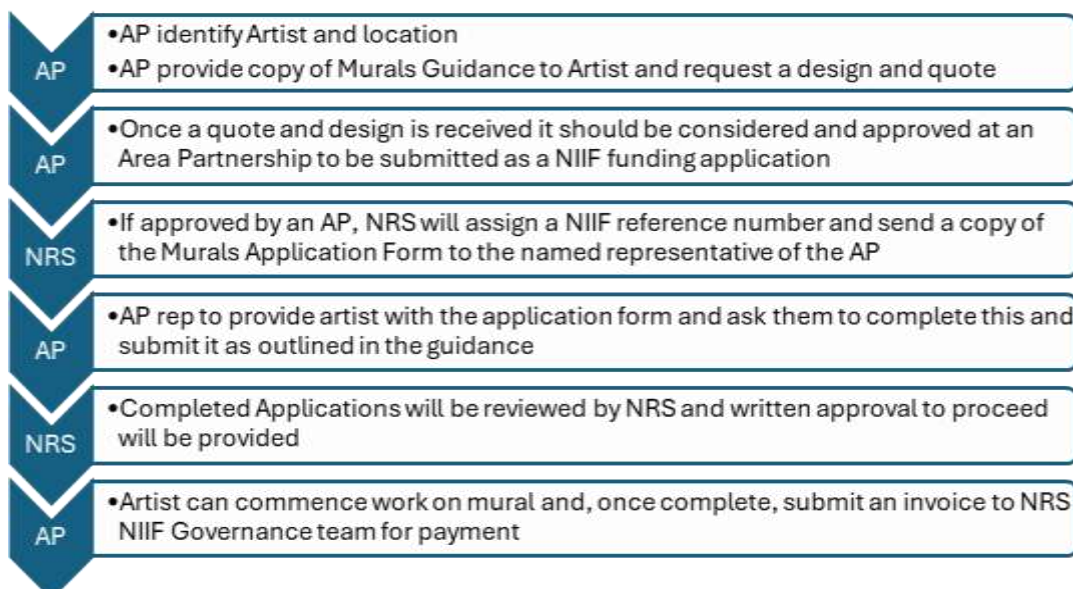 AP
•AP identify Artist and location
•AP provide copy of Murals Guidance to Artist and request a design and quote
AP
•Once a quote and design is received it should be considered and approved at an
Area Partnership to be submitted as a NIIF funding application
NRS
•If approved by an AP, NRS will assign a NIIF reference number and send a copy of
the Murals Application Form to the named representative of the AP
AP
•AP rep to provide artist with the application form and ask them to complete this and
submit it as outlined in the guidance
NRS
•Completed Applications will be reviewed by NRS and written approval to proceed
will be provided
AP
•Artist can commence work on mural and, once complete, submit an invoice to NRS
NIIF Governance team for payment